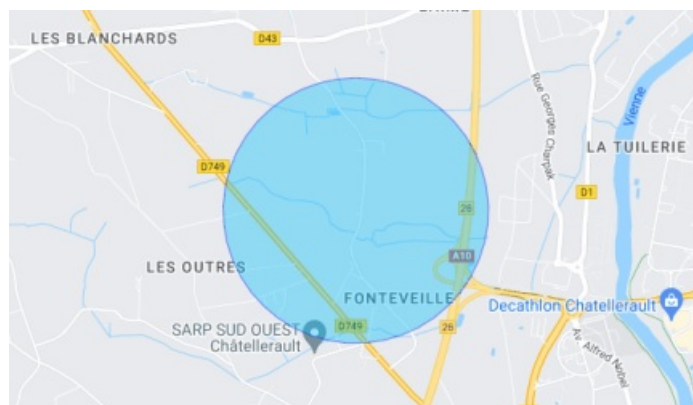 LES BLANCHARDS
D43
D749
Rue Georges Charpak
Vienne
LA TUILERIE
D1
26
A10
LES OUTRES
FONTEVEILLE
Decathlon Chatellerault
SARP SUD OUEST
Châtellerault
D749
26
Av. Alfred Nobel